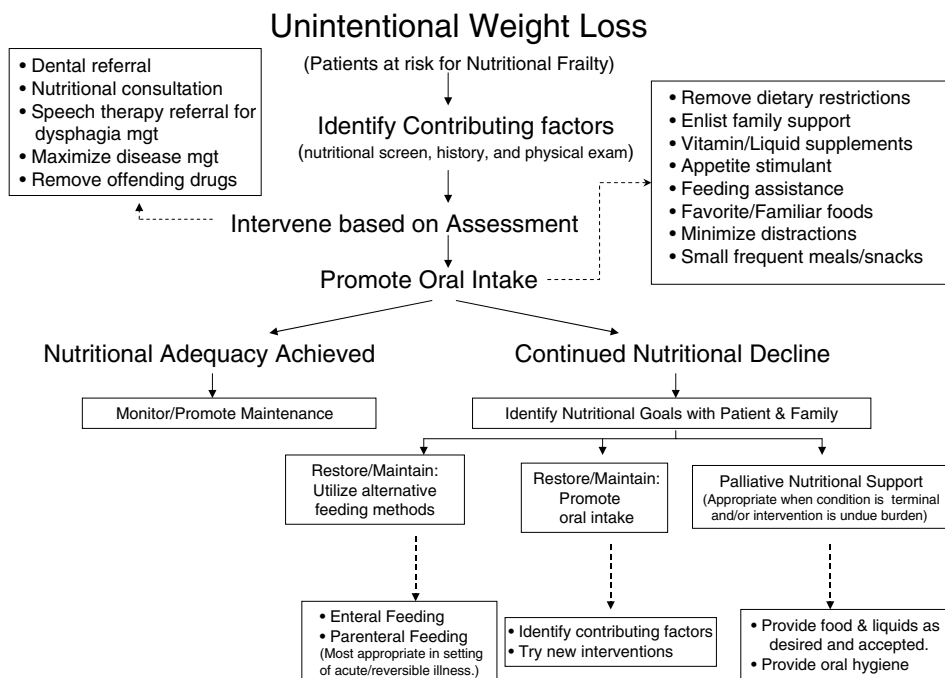 Unintentional Weight Loss
(Patients at risk for Nutritional Frailty)
• Dental referral
• Nutritional consultation
• Speech therapy referral for
dysphagia mgt
• Maximize disease mgt
• Remove offending drugs
Identify Contributing factors
(nutritional screen, history, and physical exam)
• Remove dietary restrictions
• Enlist family support
• Vitamin/Liquid supplements
• Appetite stimulant
• Feeding assistance
• Favorite/Familiar foods
• Minimize distractions
• Small frequent meals/snacks
Intervene based on Assessment
Promote Oral Intake
Nutritional Adequacy Achieved
Continued Nutritional Decline
Monitor/Promote Maintenance
Identify Nutritional Goals with Patient & Family
Restore/Maintain:
Utilize alternative
feeding methods
Restore/Maintain:
Promote
oral intake
Palliative Nutritional Support
(Appropriate when condition is terminal
and/or intervention is undue burden)
• Enteral Feeding
• Parenteral Feeding
(Most appropriate in setting
of acute/reversible illness.)
• Identify contributing factors
• Try new interventions
• Provide food & liquids as
desired and accepted.
• Provide oral hygiene